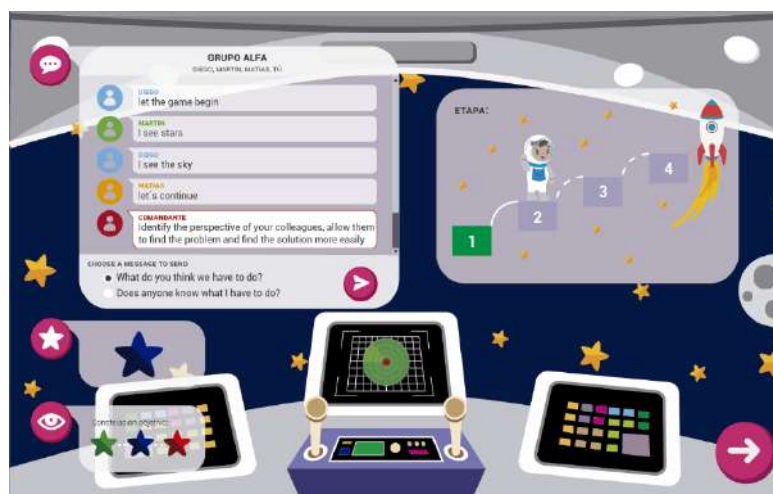 GRUPO ALFA
DIEGO, MARTIN, MATIAS, TÚ
DIEGO
let the game begin
MARTIN
I see stars
DIEGO
I see the sky
MATIAS
let's continue
COMANDANTE
Identify the perspective of your colleagues, allow them
to find the problem and find the solution more easily
CHOOSE A MESSAGE TO SEND
What do you think we have to do?
Does anyone know what I have to do?
ETAPA:
1
2
3
4
Constelación objetivo: